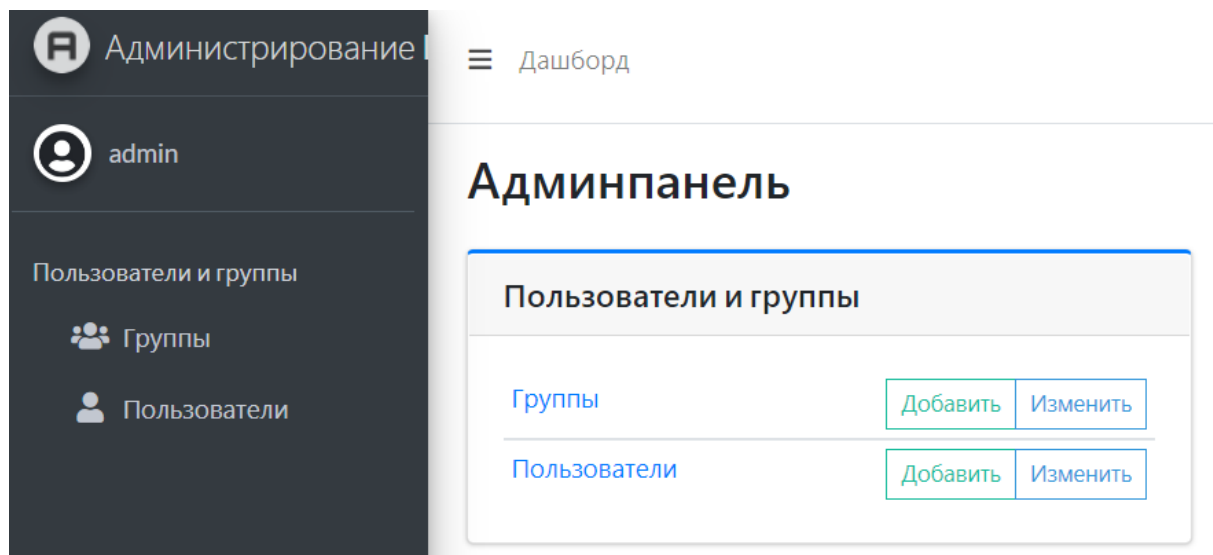 Администрирование
admin
Пользователи и группы
Группы
Пользователи
Дашборд
Админпанель
Пользователи и группы
Группы Добавить Изменить
Пользователи Добавить Изменить